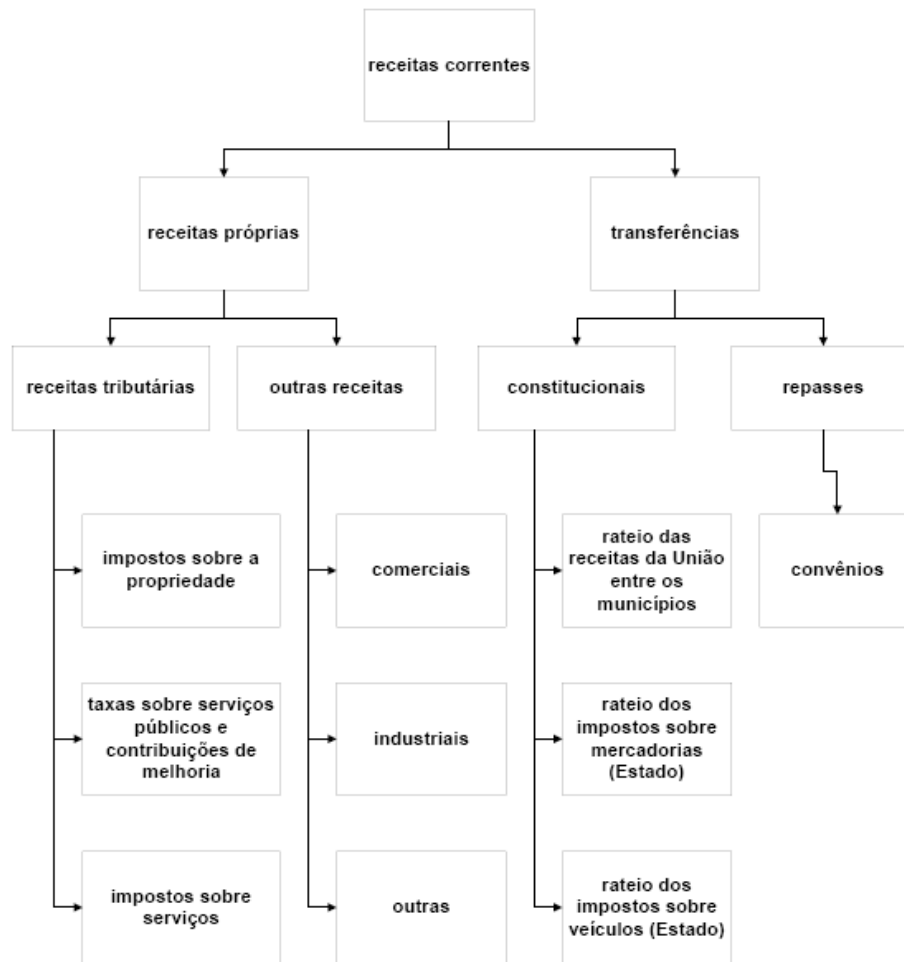 receitas correntes
receitas próprias
transferências
receitas tributárias
outras receitas
constitucionais
repasses
impostos sobre a
propriedade
comerciais
rateio das
receitas da União
entre os
municípios
convênios
taxas sobre serviços
públicos e
contribuições de
melhoria
industriais
rateio dos
impostos sobre
mercadorias
(Estado)
impostos sobre
serviços
outras
rateio dos
impostos sobre
veículos (Estado)